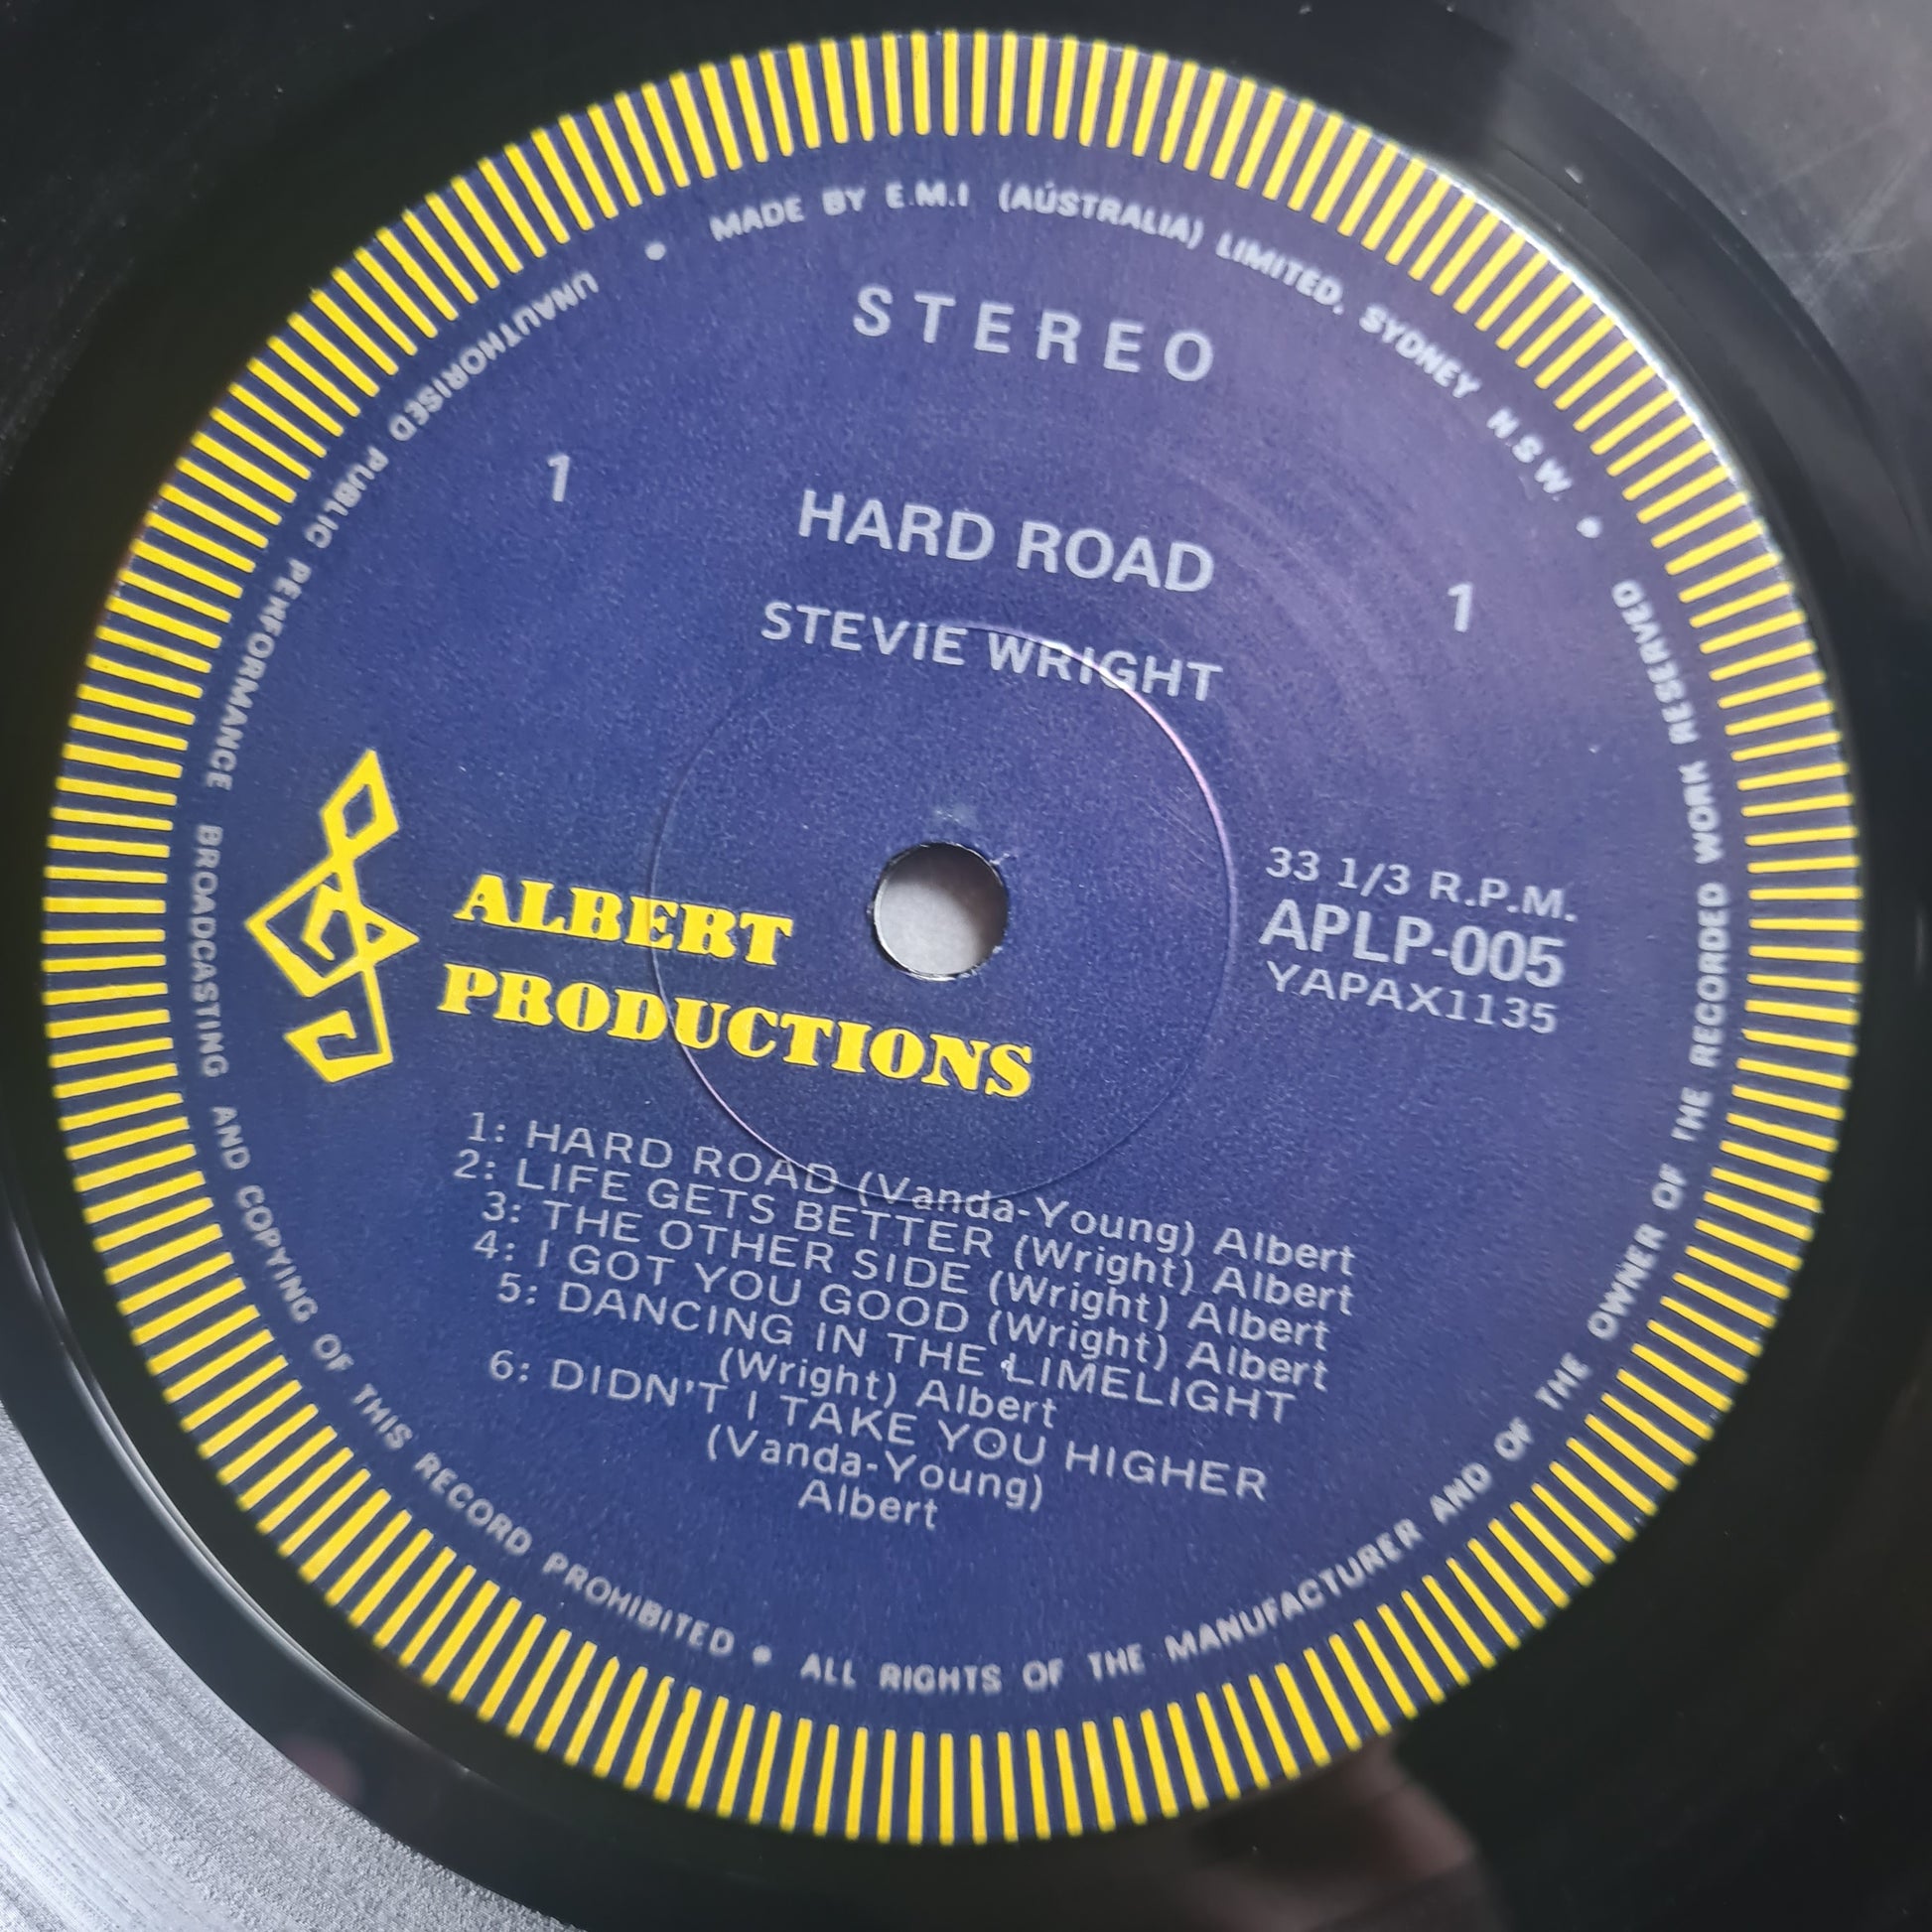 MADE BY E.M.I (AUSTRALIA) LIMITED, SYDNEY N.S.W. •
STEREO
1
1
HARD ROAD
STEVIE WRIGHT
ALBERT
PRODUCTIONS
33 1/3 R.P.M.
APLP-005
YAPAX1135
1: HARD ROAD (Vanda-Young) Albert
2: LIFE GETS BETTER (Wright) Albert
3: THE OTHER SIDE (Wright) Albert
4: I GOT YOU GOOD (Wright) Albert
5: DANCING IN THE LIMELIGHT
(Wright) Albert
6: DIDN'T I TAKE YOU HIGHER
(Vanda-Young)
Albert
UNAUTHORISED PUBLIC PERFORMANCE BROADCASTING AND COPYING OF THIS RECORD PROHIBITED •
ALL RIGHTS OF THE MANUFACTURER AND OF THE OWNER OF THE RECORDED WORK RESERVED •